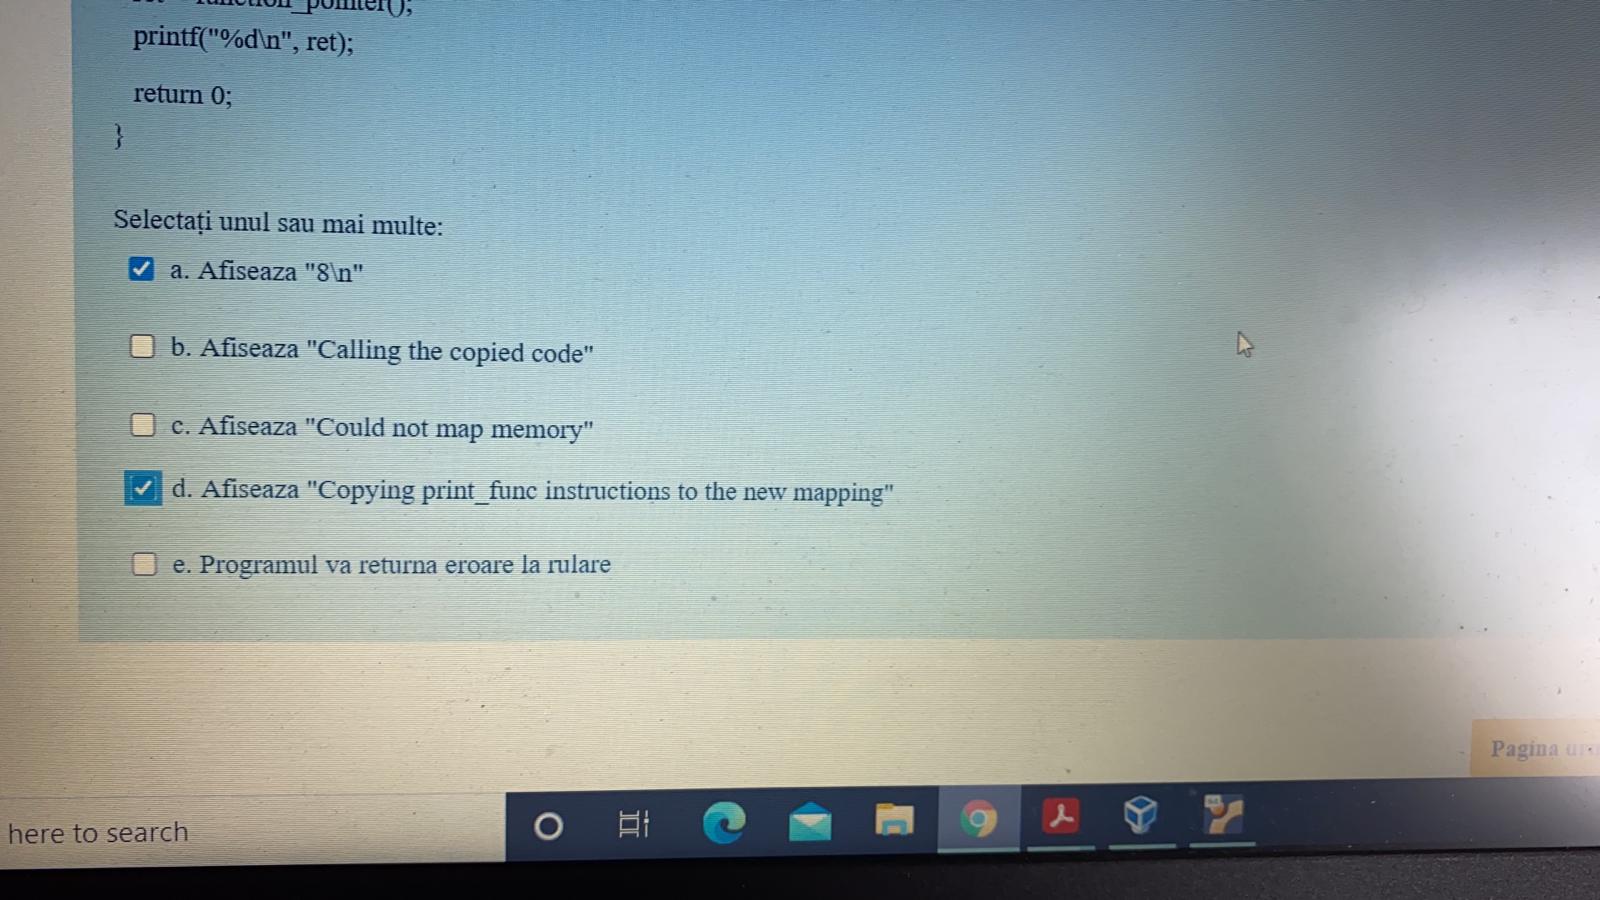 function_pointer();
printf("%d\n", ret);
return 0;
}
Selectați unul sau mai multe:
a. Afiseaza "8\n"
b. Afiseaza "Calling the copied code"
c. Afiseaza "Could not map memory"
d. Afiseaza "Copying print_func instructions to the new mapping"
e. Programul va returna eroare la rulare
Pagina
here to search